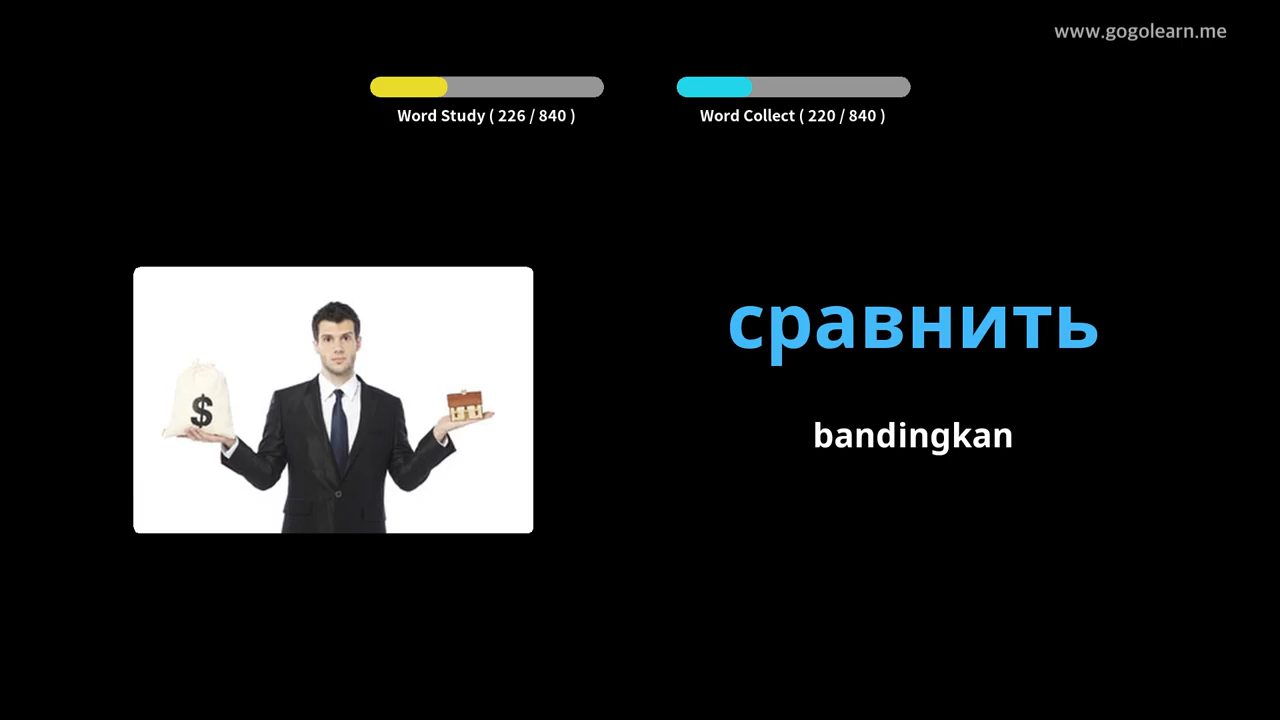 www.gogolearn.me
Word Study ( 226 / 840 )
Word Collect ( 220 / 840 )
$
сравнить
bandingkan